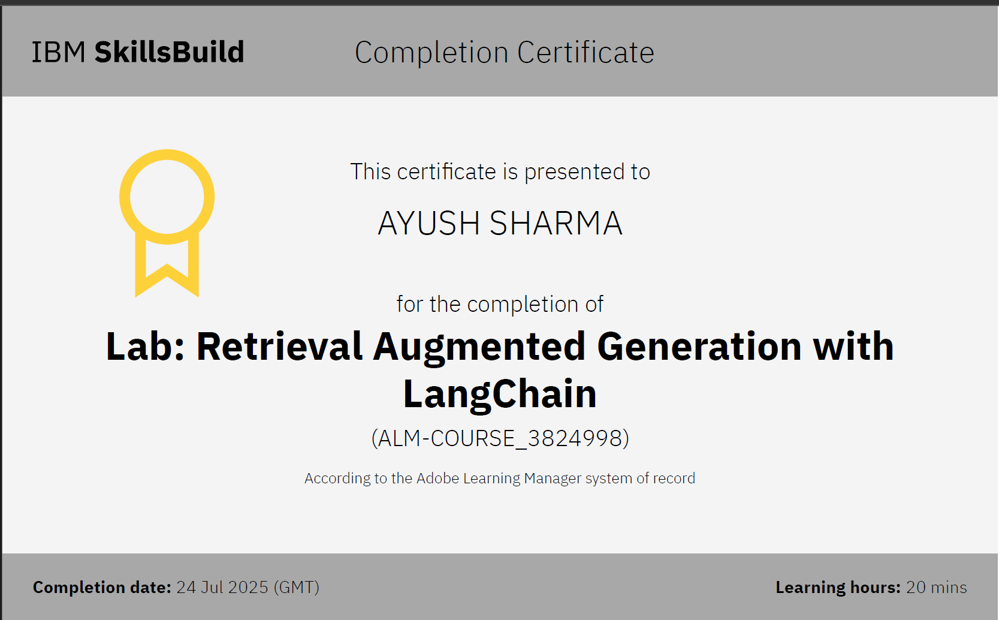 IBM SkillsBuild
Completion Certificate
This certificate is presented to
AYUSH SHARMA
for the completion of
Lab: Retrieval Augmented Generation with
LangChain
(ALM-COURSE_3824998)
According to the Adobe Learning Manager system of record
Completion date: 24 Jul 2025 (GMT)
Learning hours: 20 mins